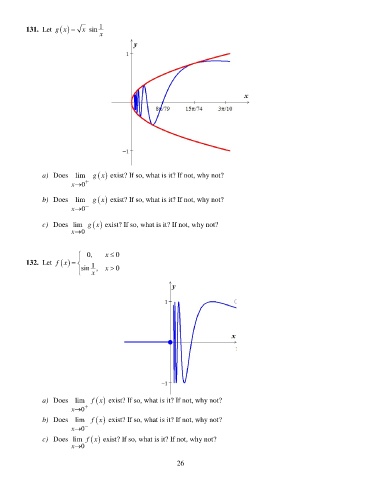 131. Let g(x) = √x sin 1/x
y
1
x
8π/79 15π/74 3π/10
−1
a) Does lim x→0⁺ g(x) exist? If so, what is it? If not, why not?
b) Does lim x→0⁻ g(x) exist? If so, what is it? If not, why not?
c) Does lim x→0 g(x) exist? If so, what is it? If not, why not?
132. Let f(x) = { 0, x ≤ 0
sin 1/x, x > 0
y
1
x
−1
a) Does lim x→0⁺ f(x) exist? If so, what is it? If not, why not?
b) Does lim x→0⁻ f(x) exist? If so, what is it? If not, why not?
c) Does lim x→0 f(x) exist? If so, what is it? If not, why not?
26